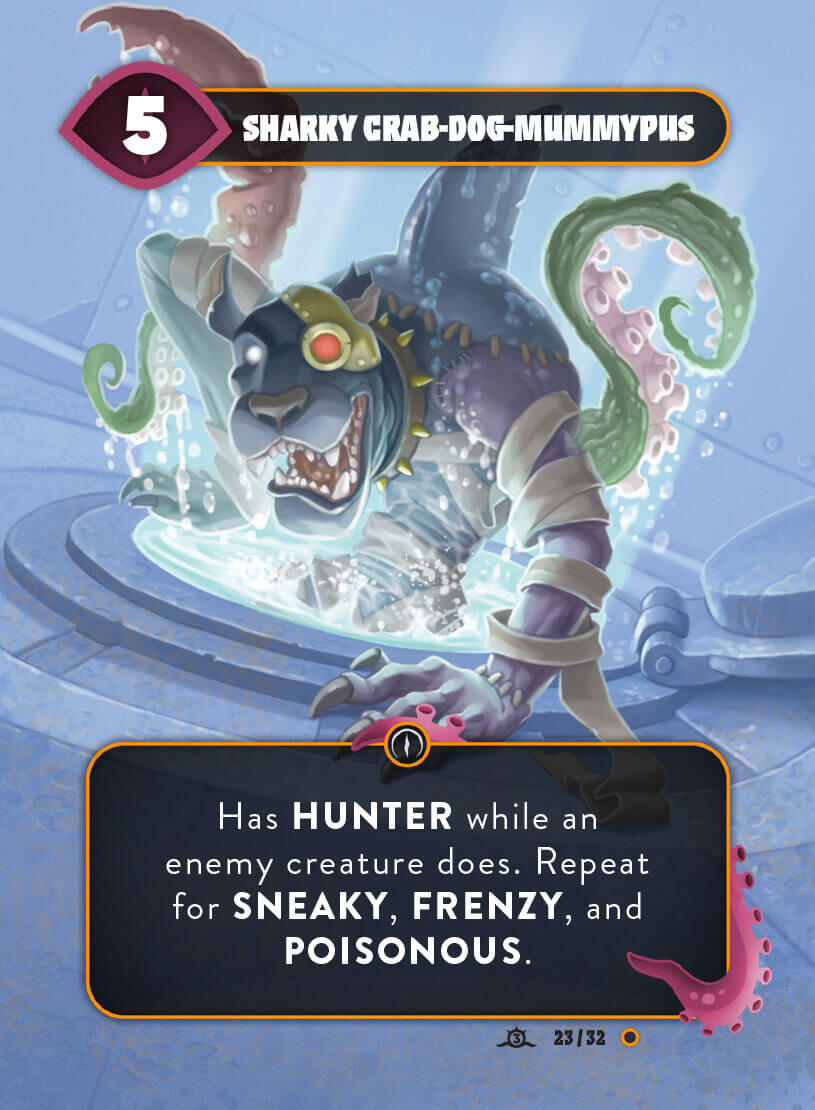 5
SHARKY CRAB-DOG-MUMMYPUS
Has HUNTER while an
enemy creature does. Repeat
for SNEAKY, FRENZY, and
POISONOUS.
3 23/32